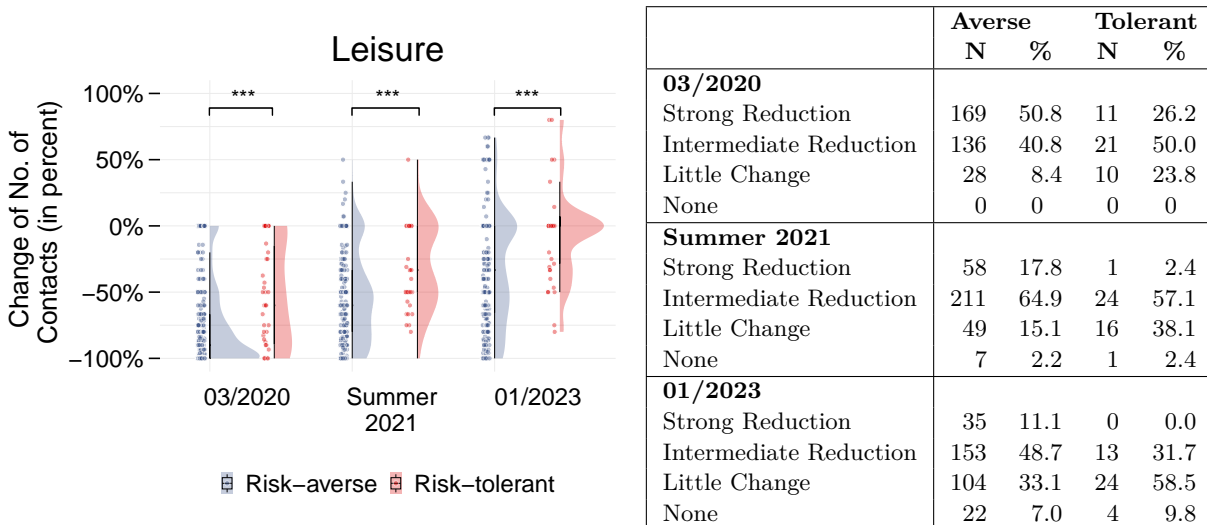 Leisure
Change of No. of
Contacts (in percent)
100%
50%
0%
−50%
−100%
*** *** ***
03/2020 Summer 2021 01/2023
Risk−averse Risk−tolerant
Averse Tolerant
N % N %
03/2020
Strong Reduction 169 50.8 11 26.2
Intermediate Reduction 136 40.8 21 50.0
Little Change 28 8.4 10 23.8
None 0 0 0 0
Summer 2021
Strong Reduction 58 17.8 1 2.4
Intermediate Reduction 211 64.9 24 57.1
Little Change 49 15.1 16 38.1
None 7 2.2 1 2.4
01/2023
Strong Reduction 35 11.1 0 0.0
Intermediate Reduction 153 48.7 13 31.7
Little Change 104 33.1 24 58.5
None 22 7.0 4 9.8